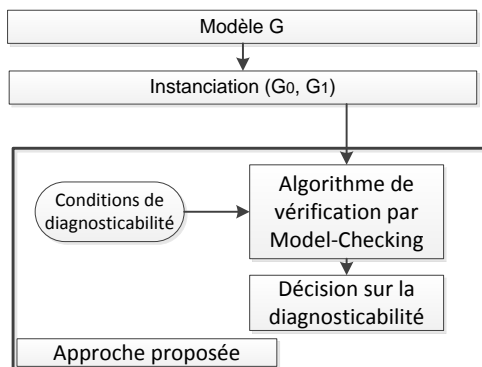 Modèle G
Instanciation (G0, G1)
Conditions de
diagnosticabilité
Algorithme de
vérification par
Model-Checking
Décision sur la
diagnosticabilité
Approche proposée